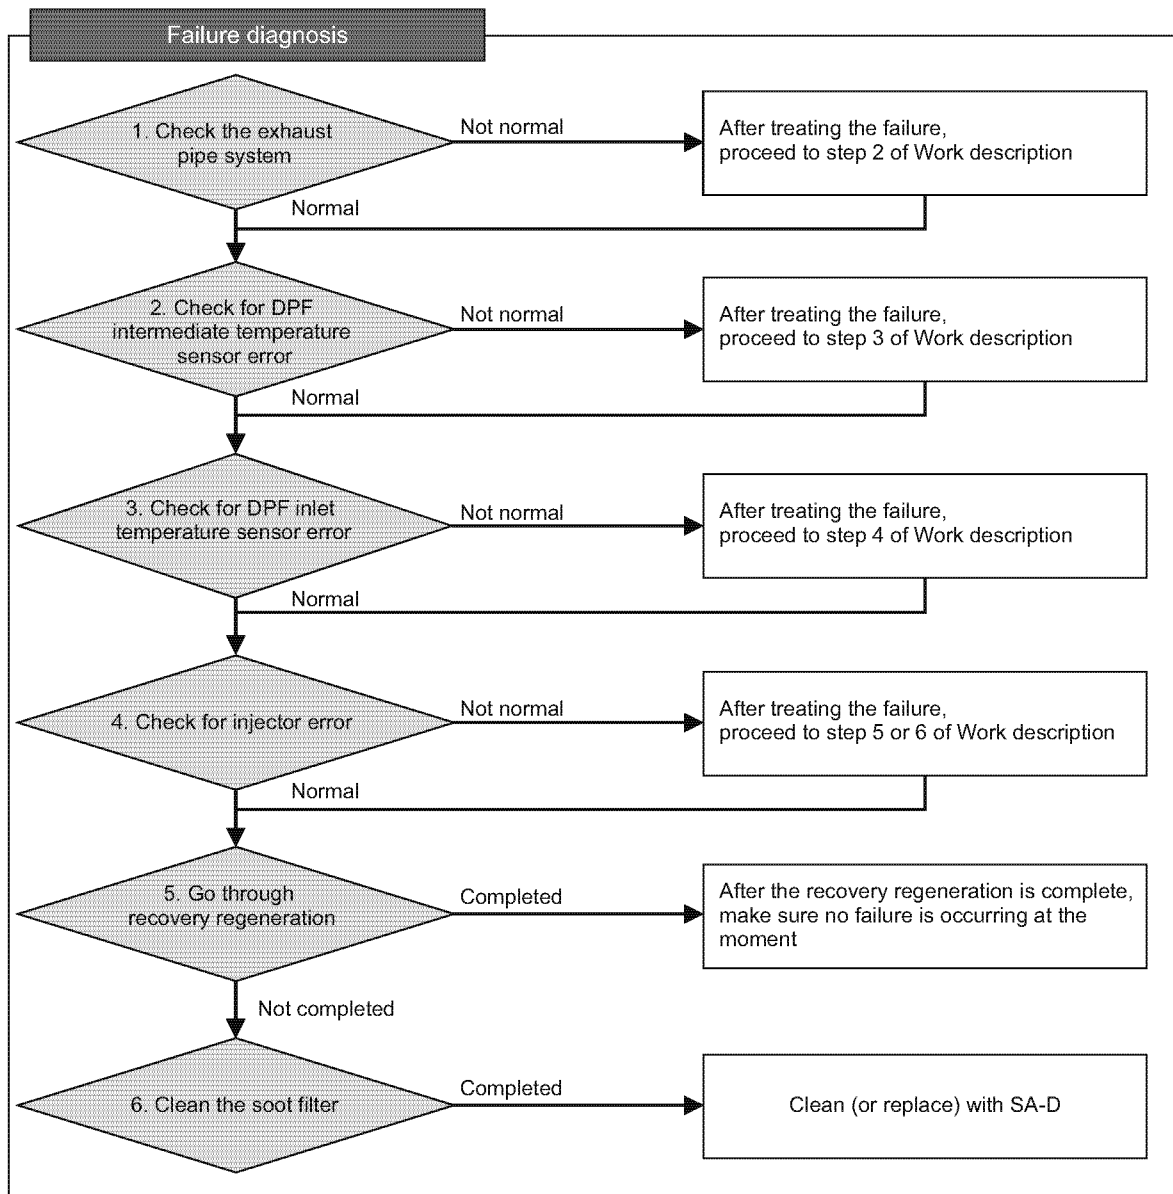 Failure diagnosis
1. Check the exhaust
pipe system
Not normal
After treating the failure,
proceed to step 2 of Work description
Normal
2. Check for DPF
intermediate temperature
sensor error
Not normal
After treating the failure,
proceed to step 3 of Work description
Normal
3. Check for DPF inlet
temperature sensor error
Not normal
After treating the failure,
proceed to step 4 of Work description
Normal
4. Check for injector error
Not normal
After treating the failure,
proceed to step 5 or 6 of Work description
Normal
5. Go through
recovery regeneration
Completed
After the recovery regeneration is complete,
make sure no failure is occurring at the
moment
Not completed
6. Clean the soot filter
Completed
Clean (or replace) with SA-D